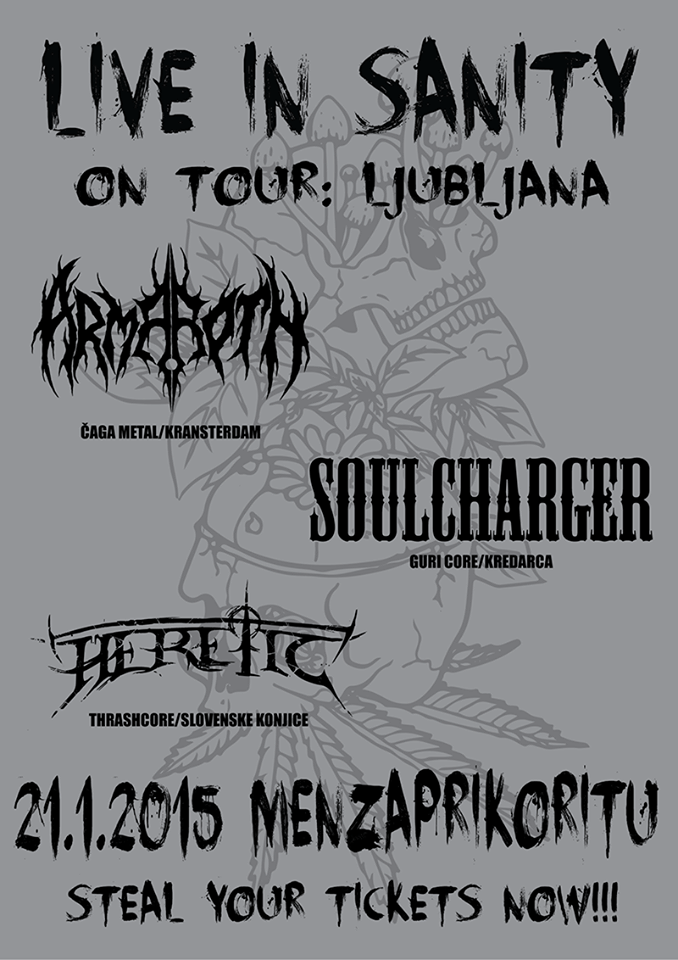 LIVE IN SANITY
ON TOUR: LJUBLJANA
ARMAROTH
ČAGA METAL/KRANSTERDAM
SOULCHARGER
GURI CORE/KREDARCA
HERETIC
THRASHCORE/SLOVENSKE KONJICE
21.1.2015 MENZAPRIKORITU
STEAL YOUR TICKETS NOW!!!